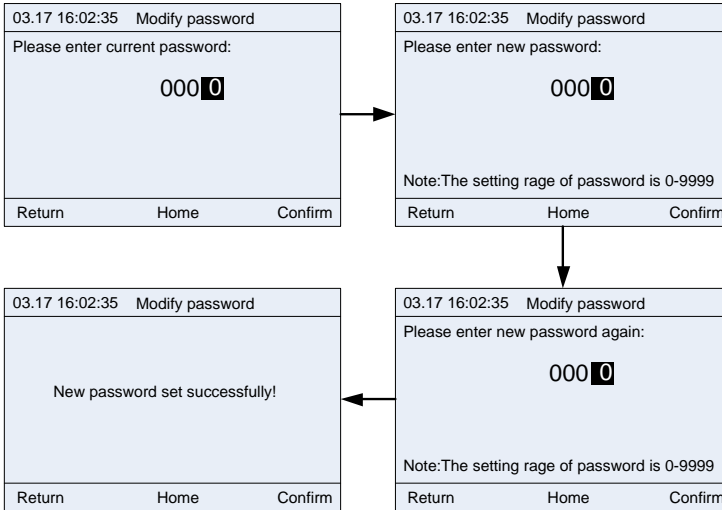 03.17 16:02:35 Modify password
Please enter current password:
0000
Return Home Confirm
03.17 16:02:35 Modify password
Please enter new password:
0000
Note:The setting rage of password is 0-9999
Return Home Confirm
03.17 16:02:35 Modify password
Please enter new password again:
0000
Note:The setting rage of password is 0-9999
Return Home Confirm
03.17 16:02:35 Modify password
New password set successfully!
Return Home Confirm